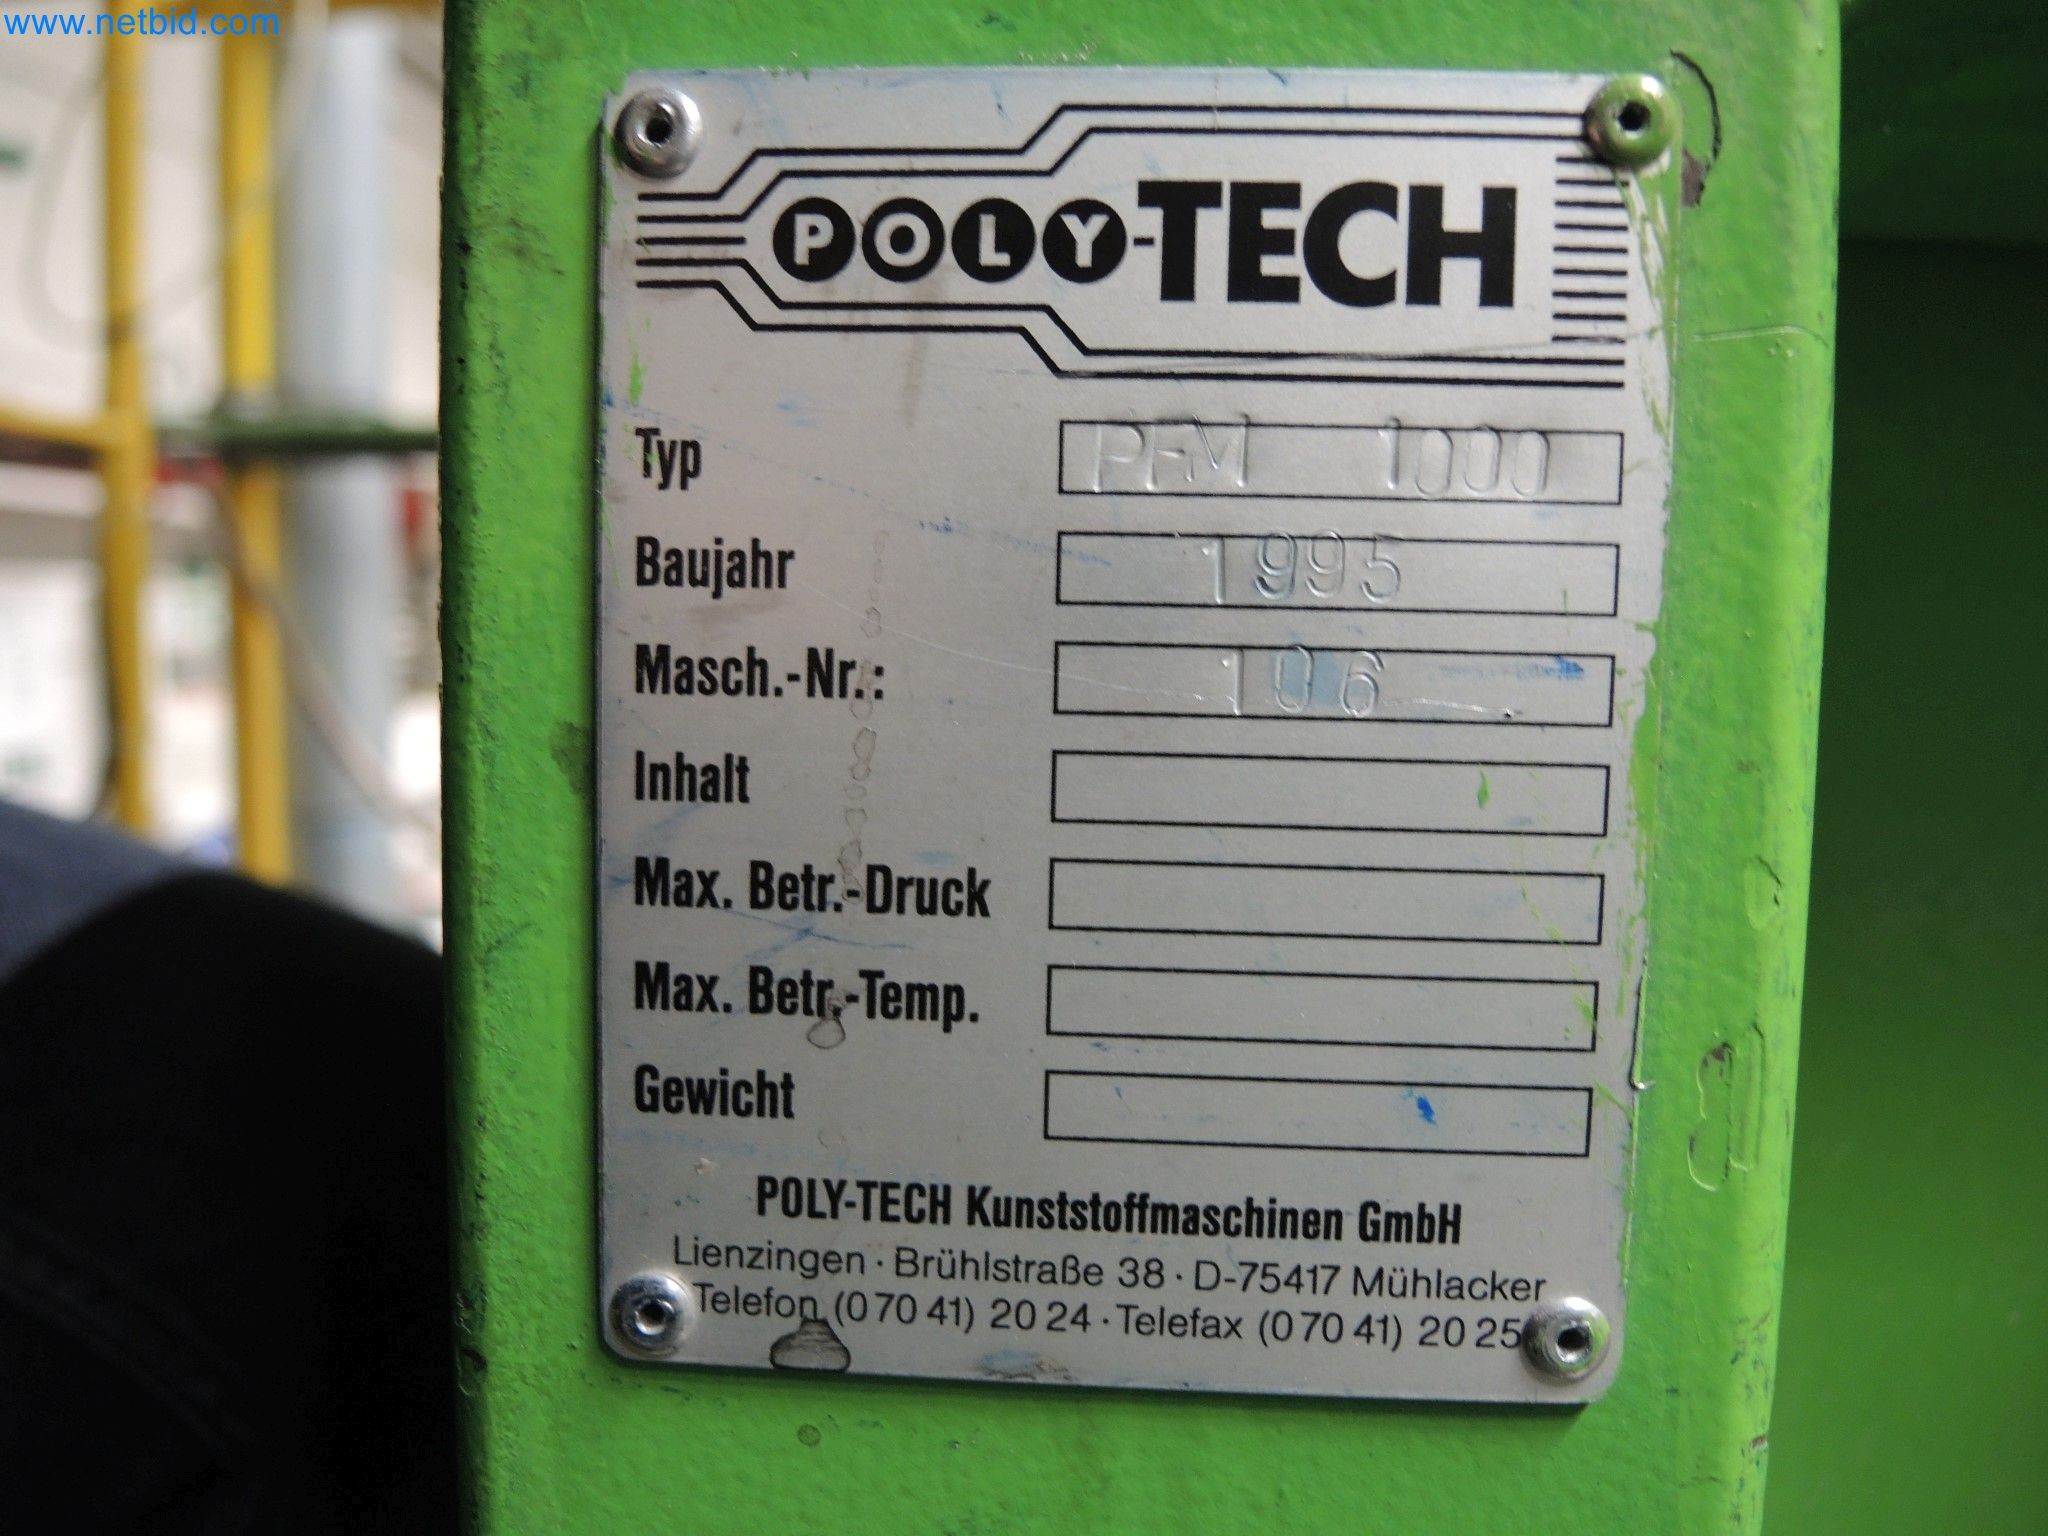 www.netbid.com
POLY-TECH
Typ PFM 1000
Baujahr 1995
Masch.-Nr.: 106
Inhalt
Max. Betr.-Druck
Max. Betr.-Temp.
Gewicht
POLY-TECH Kunststoffmaschinen GmbH
Lienzingen · Brühlstraße 38 · D-75417 Mühlacker
Telefon (0 70 41) 20 24 · Telefax (0 70 41) 20 25